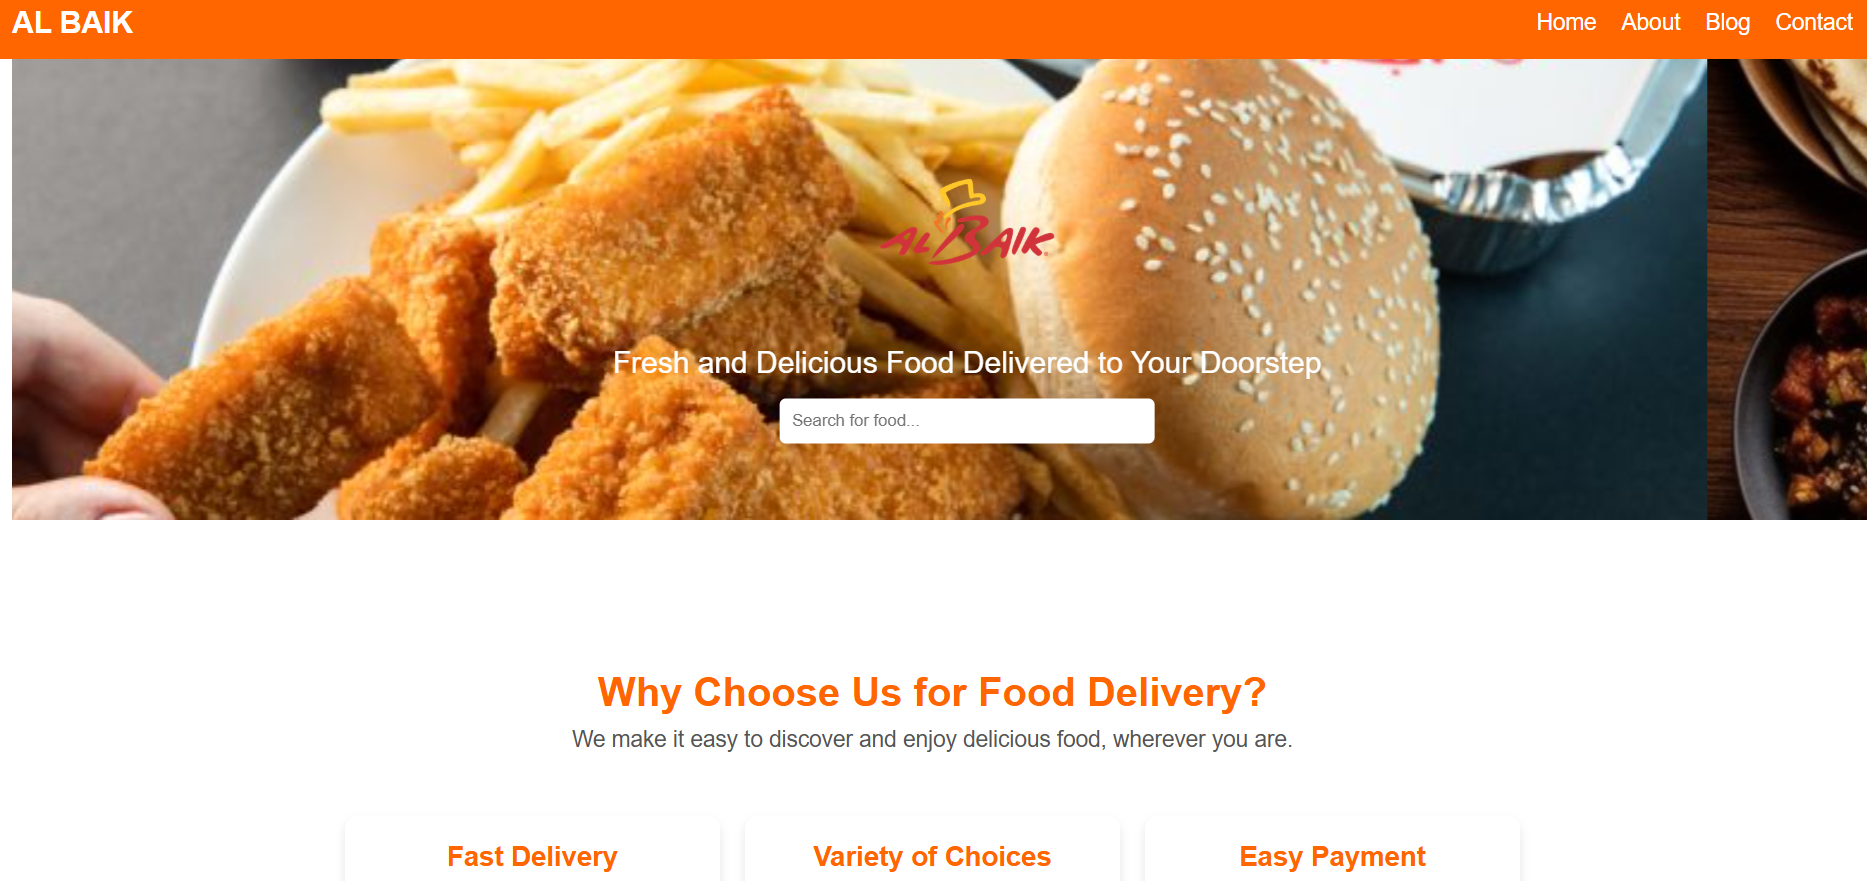 AL BAIK
Home About Blog Contact
AL BAIK
Fresh and Delicious Food Delivered to Your Doorstep
Search for food...
Why Choose Us for Food Delivery?
We make it easy to discover and enjoy delicious food, wherever you are.
Fast Delivery
Variety of Choices
Easy Payment